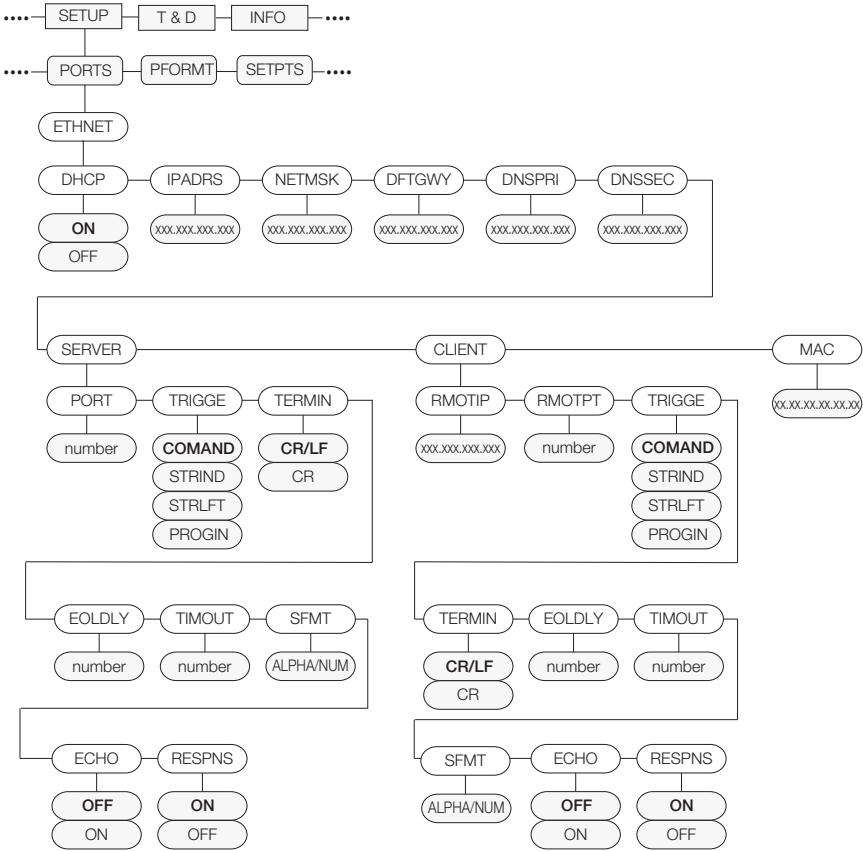 •••• SETUP T & D INFO ••••
•••• PORTS PFORMT SETPTS ••••
ETHNET
DHCP IPADRS NETMSK DFTGWY DNSPRI DNSSEC
ON xxx.xxx.xxx.xxx xxx.xxx.xxx.xxx xxx.xxx.xxx.xxx xxx.xxx.xxx.xxx xxx.xxx.xxx.xxx
OFF
SERVER CLIENT MAC
PORT TRIGGE TERMIN RMOTIP RMOTPT TRIGGE xx.xx.xx.xx.xx.xx
number COMAND CR/LF xxx.xxx.xxx.xxx number COMAND
STRIND CR STRIND
STRLFT STRLFT
PROGIN PROGIN
EOLDLY TIMOUT SFMT TERMIN EOLDLY TIMOUT
number number ALPHA/NUM CR/LF number number
CR
ECHO RESPNS SFMT ECHO RESPNS
OFF ON ALPHA/NUM OFF ON
ON OFF ON OFF